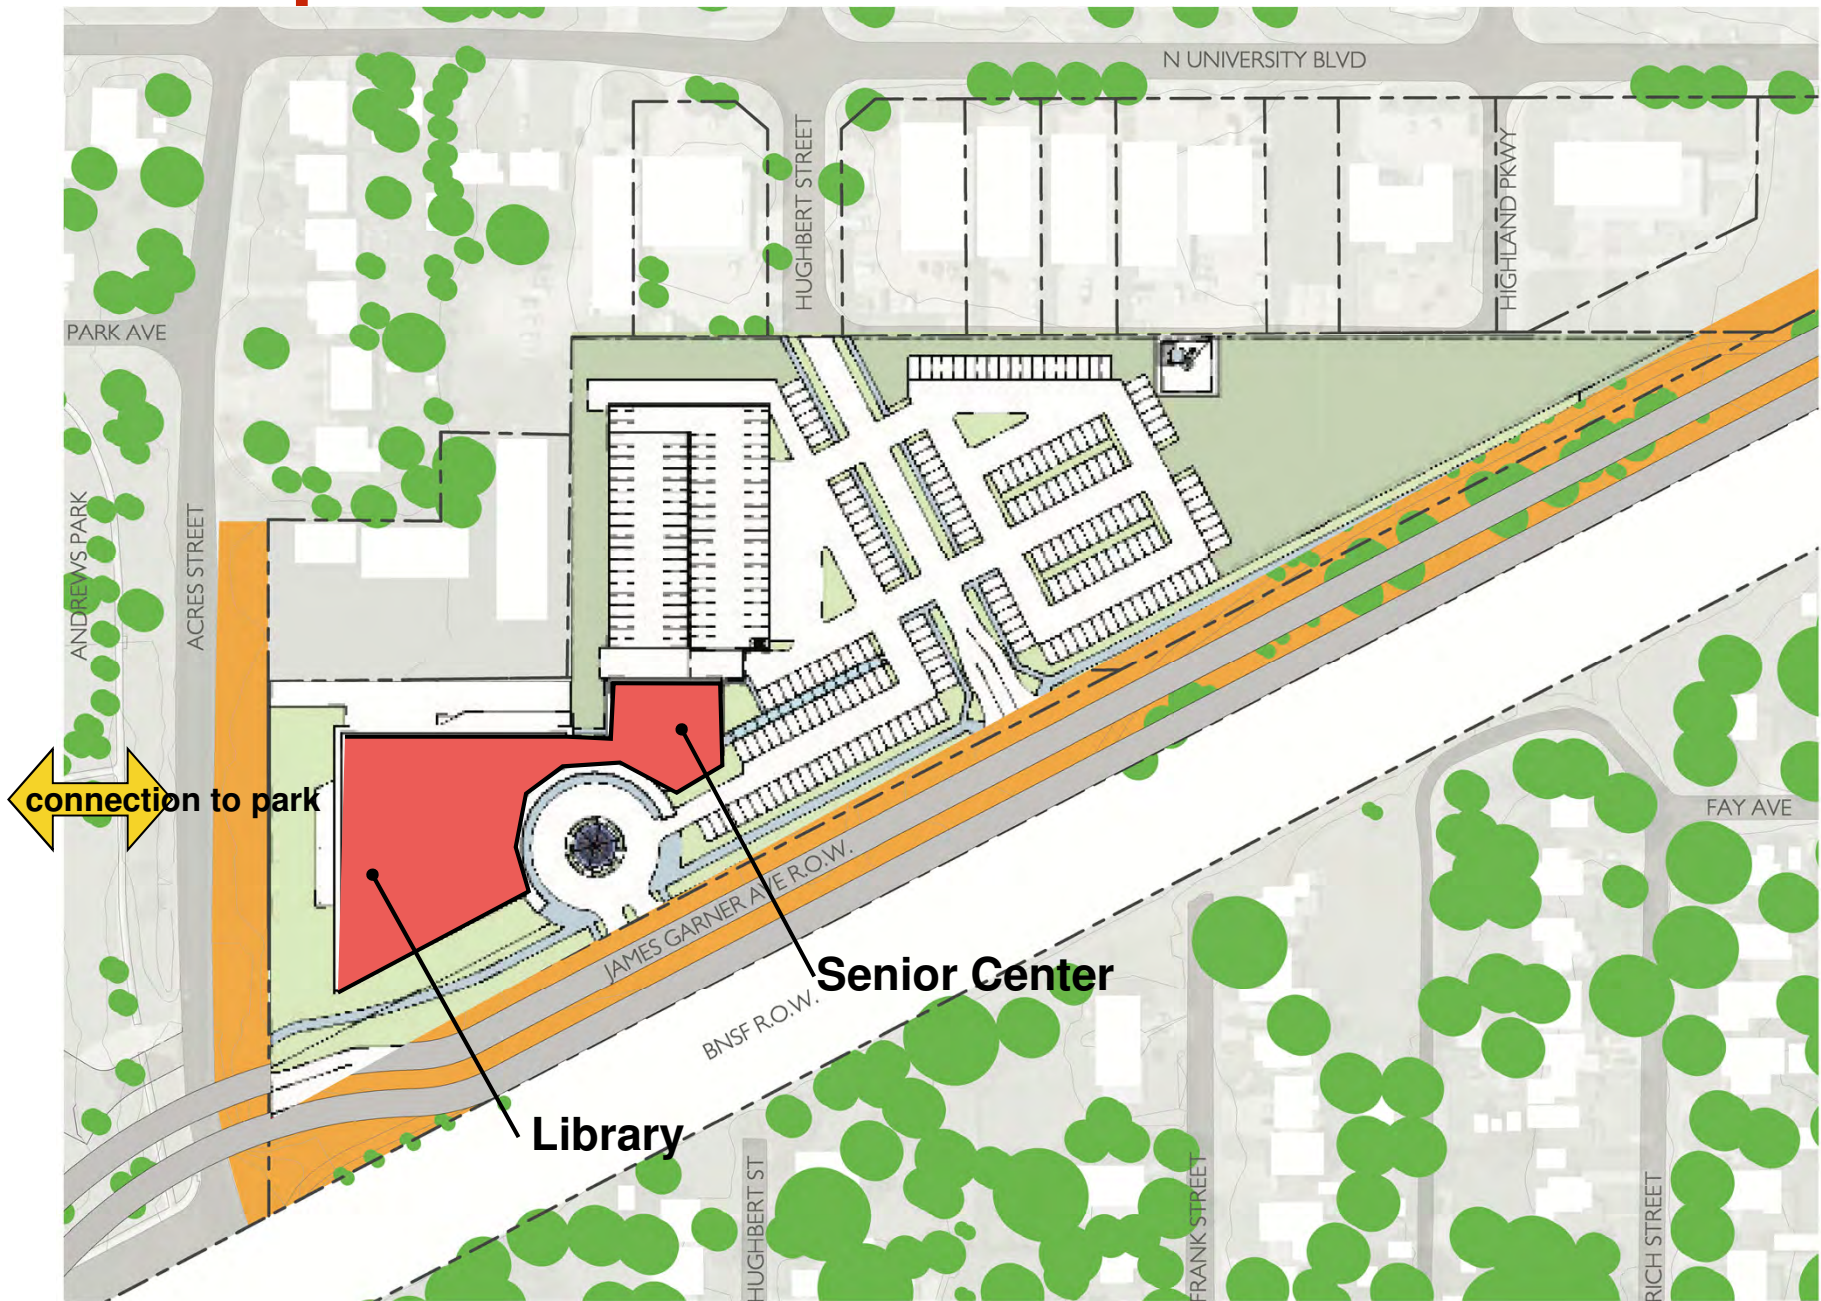 N UNIVERSITY BLVD
HUGHBERT STREET
HIGHLAND PKWY
PARK AVE
ANDREWS PARK
ACRES STREET
connection to park
FAY AVE
JAMES GARNER AVE R.O.W.
Senior Center
BNSF R.O.W.
Library
HUGHBERT ST
FRANK STREET
RICH STREET